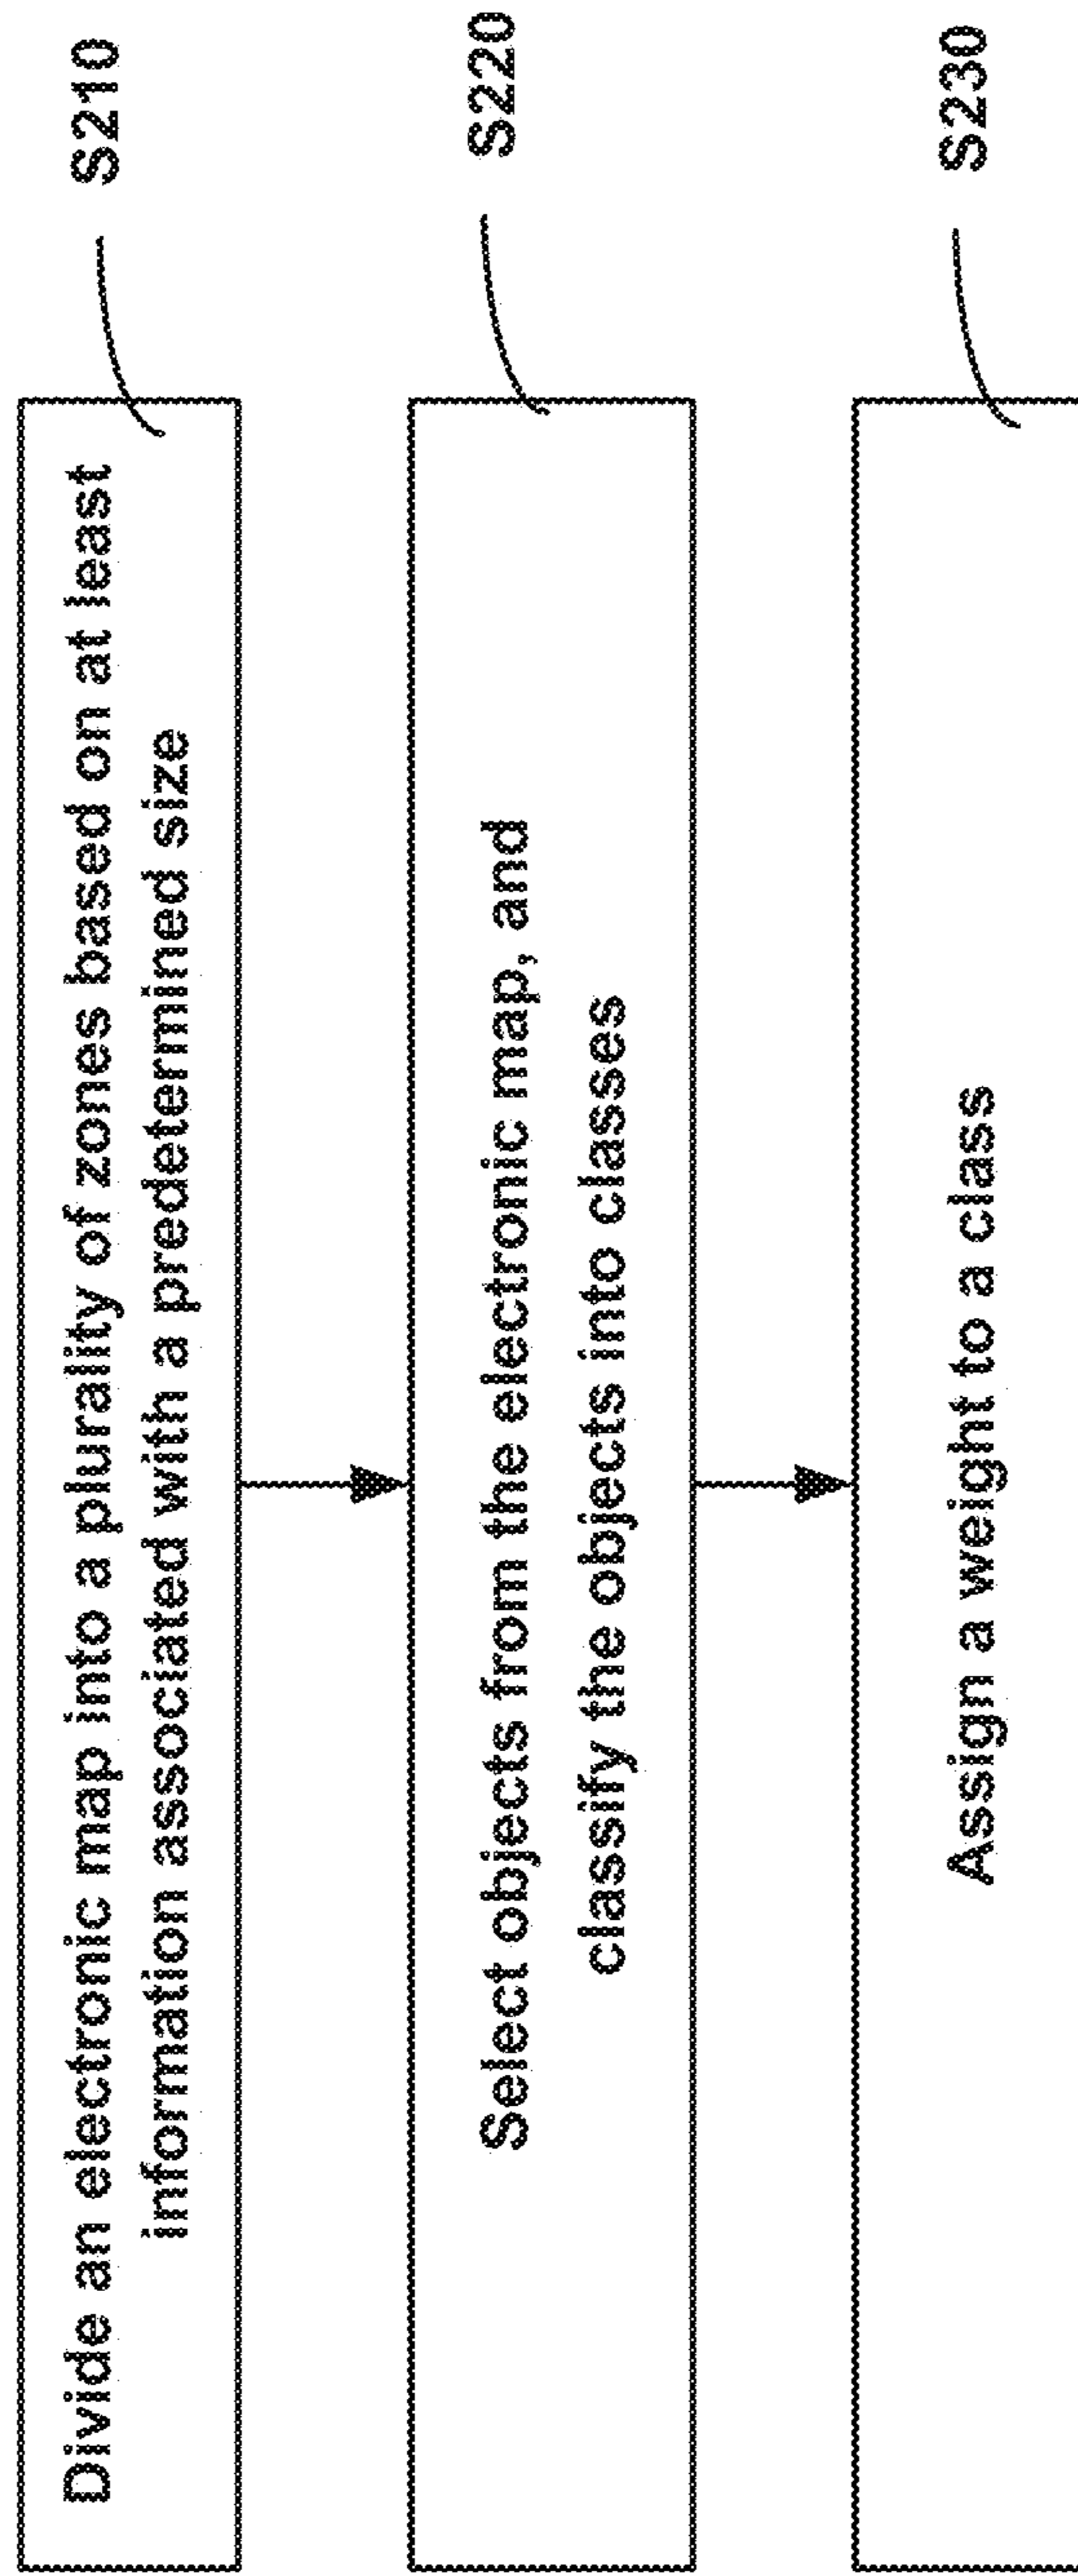 Divide an electronic map into a plurality of zones based on at least
information associated with a predetermined size
S210
Select objects from the electronic map, and
classify the objects into classes
S220
Assign a weight to a class
S230